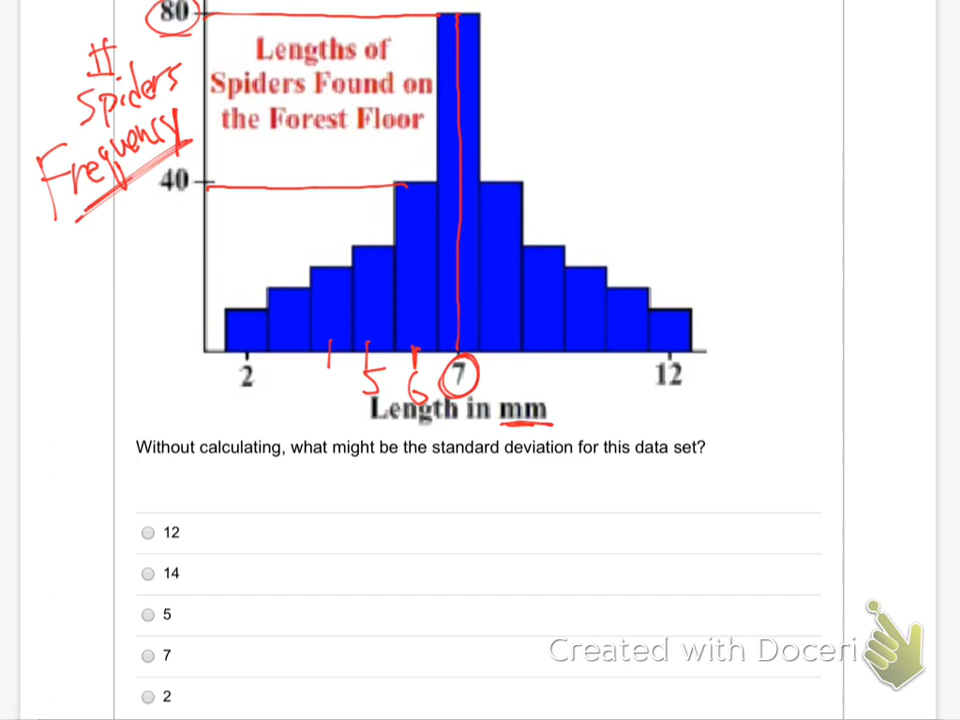 80
# Spiders
Frequency
Lengths of
Spiders Found on
the Forest Floor
40
2
5
6
7
12
Length in mm
Without calculating, what might be the standard deviation for this data set?
12
14
5
7
2
Created with Doceri